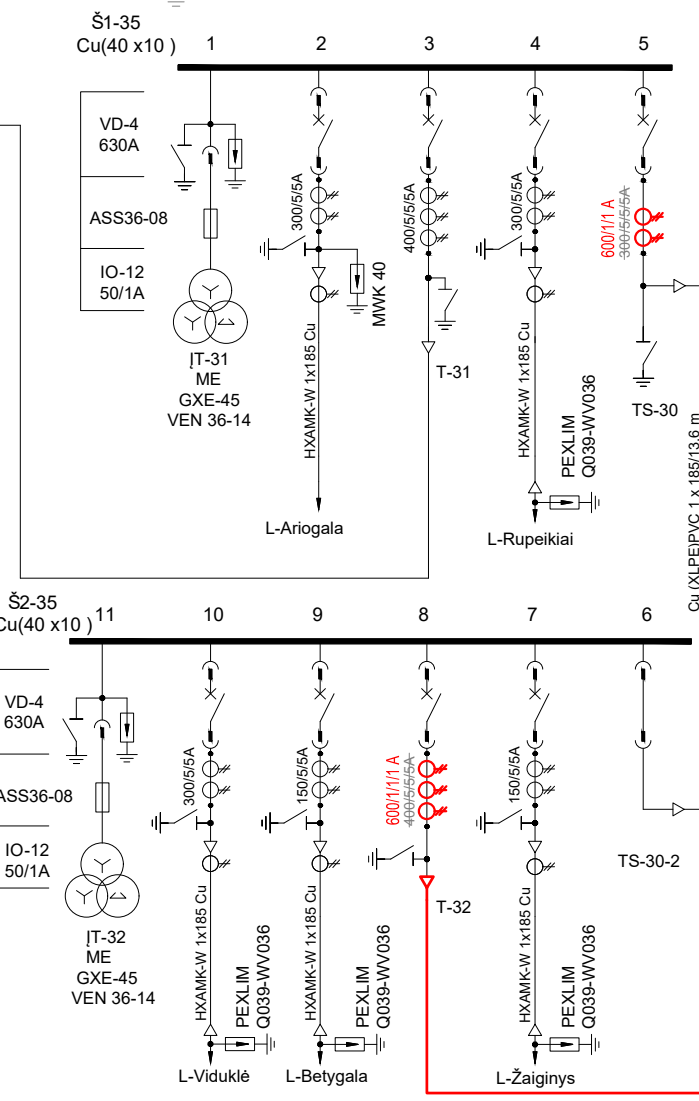 Š1-35
Cu(40 x10 )
1
2
3
4
5
VD-4
630A
ASS36-08
IO-12
50/1A
300/5/5A
400/5/5/5A
300/5/5A
600/1/1 A
300/5/5/5A
MWK 40
ĮT-31
ME
GXE-45
VEN 36-14
HXAMK-W 1x185 Cu
T-31
HXAMK-W 1x185 Cu
PEXLIM
Q039-WV036
TS-30
L-Ariogala
L-Rupeikiai
Cu (XLPE)PVC 1 x 185/13,6 m
Š2-35
Cu(40 x10 )
11
10
9
8
7
6
VD-4
630A
ASS36-08
IO-12
50/1A
300/5/5A
150/5/5A
600/1/1/1 A
400/5/5/5A
150/5/5A
ĮT-32
ME
GXE-45
VEN 36-14
HXAMK-W 1x185 Cu
PEXLIM
Q039-WV036
HXAMK-W 1x185 Cu
PEXLIM
Q039-WV036
T-32
HXAMK-W 1x185 Cu
PEXLIM
Q039-WV036
TS-30-2
L-Viduklė
L-Betygala
L-Žaiginys